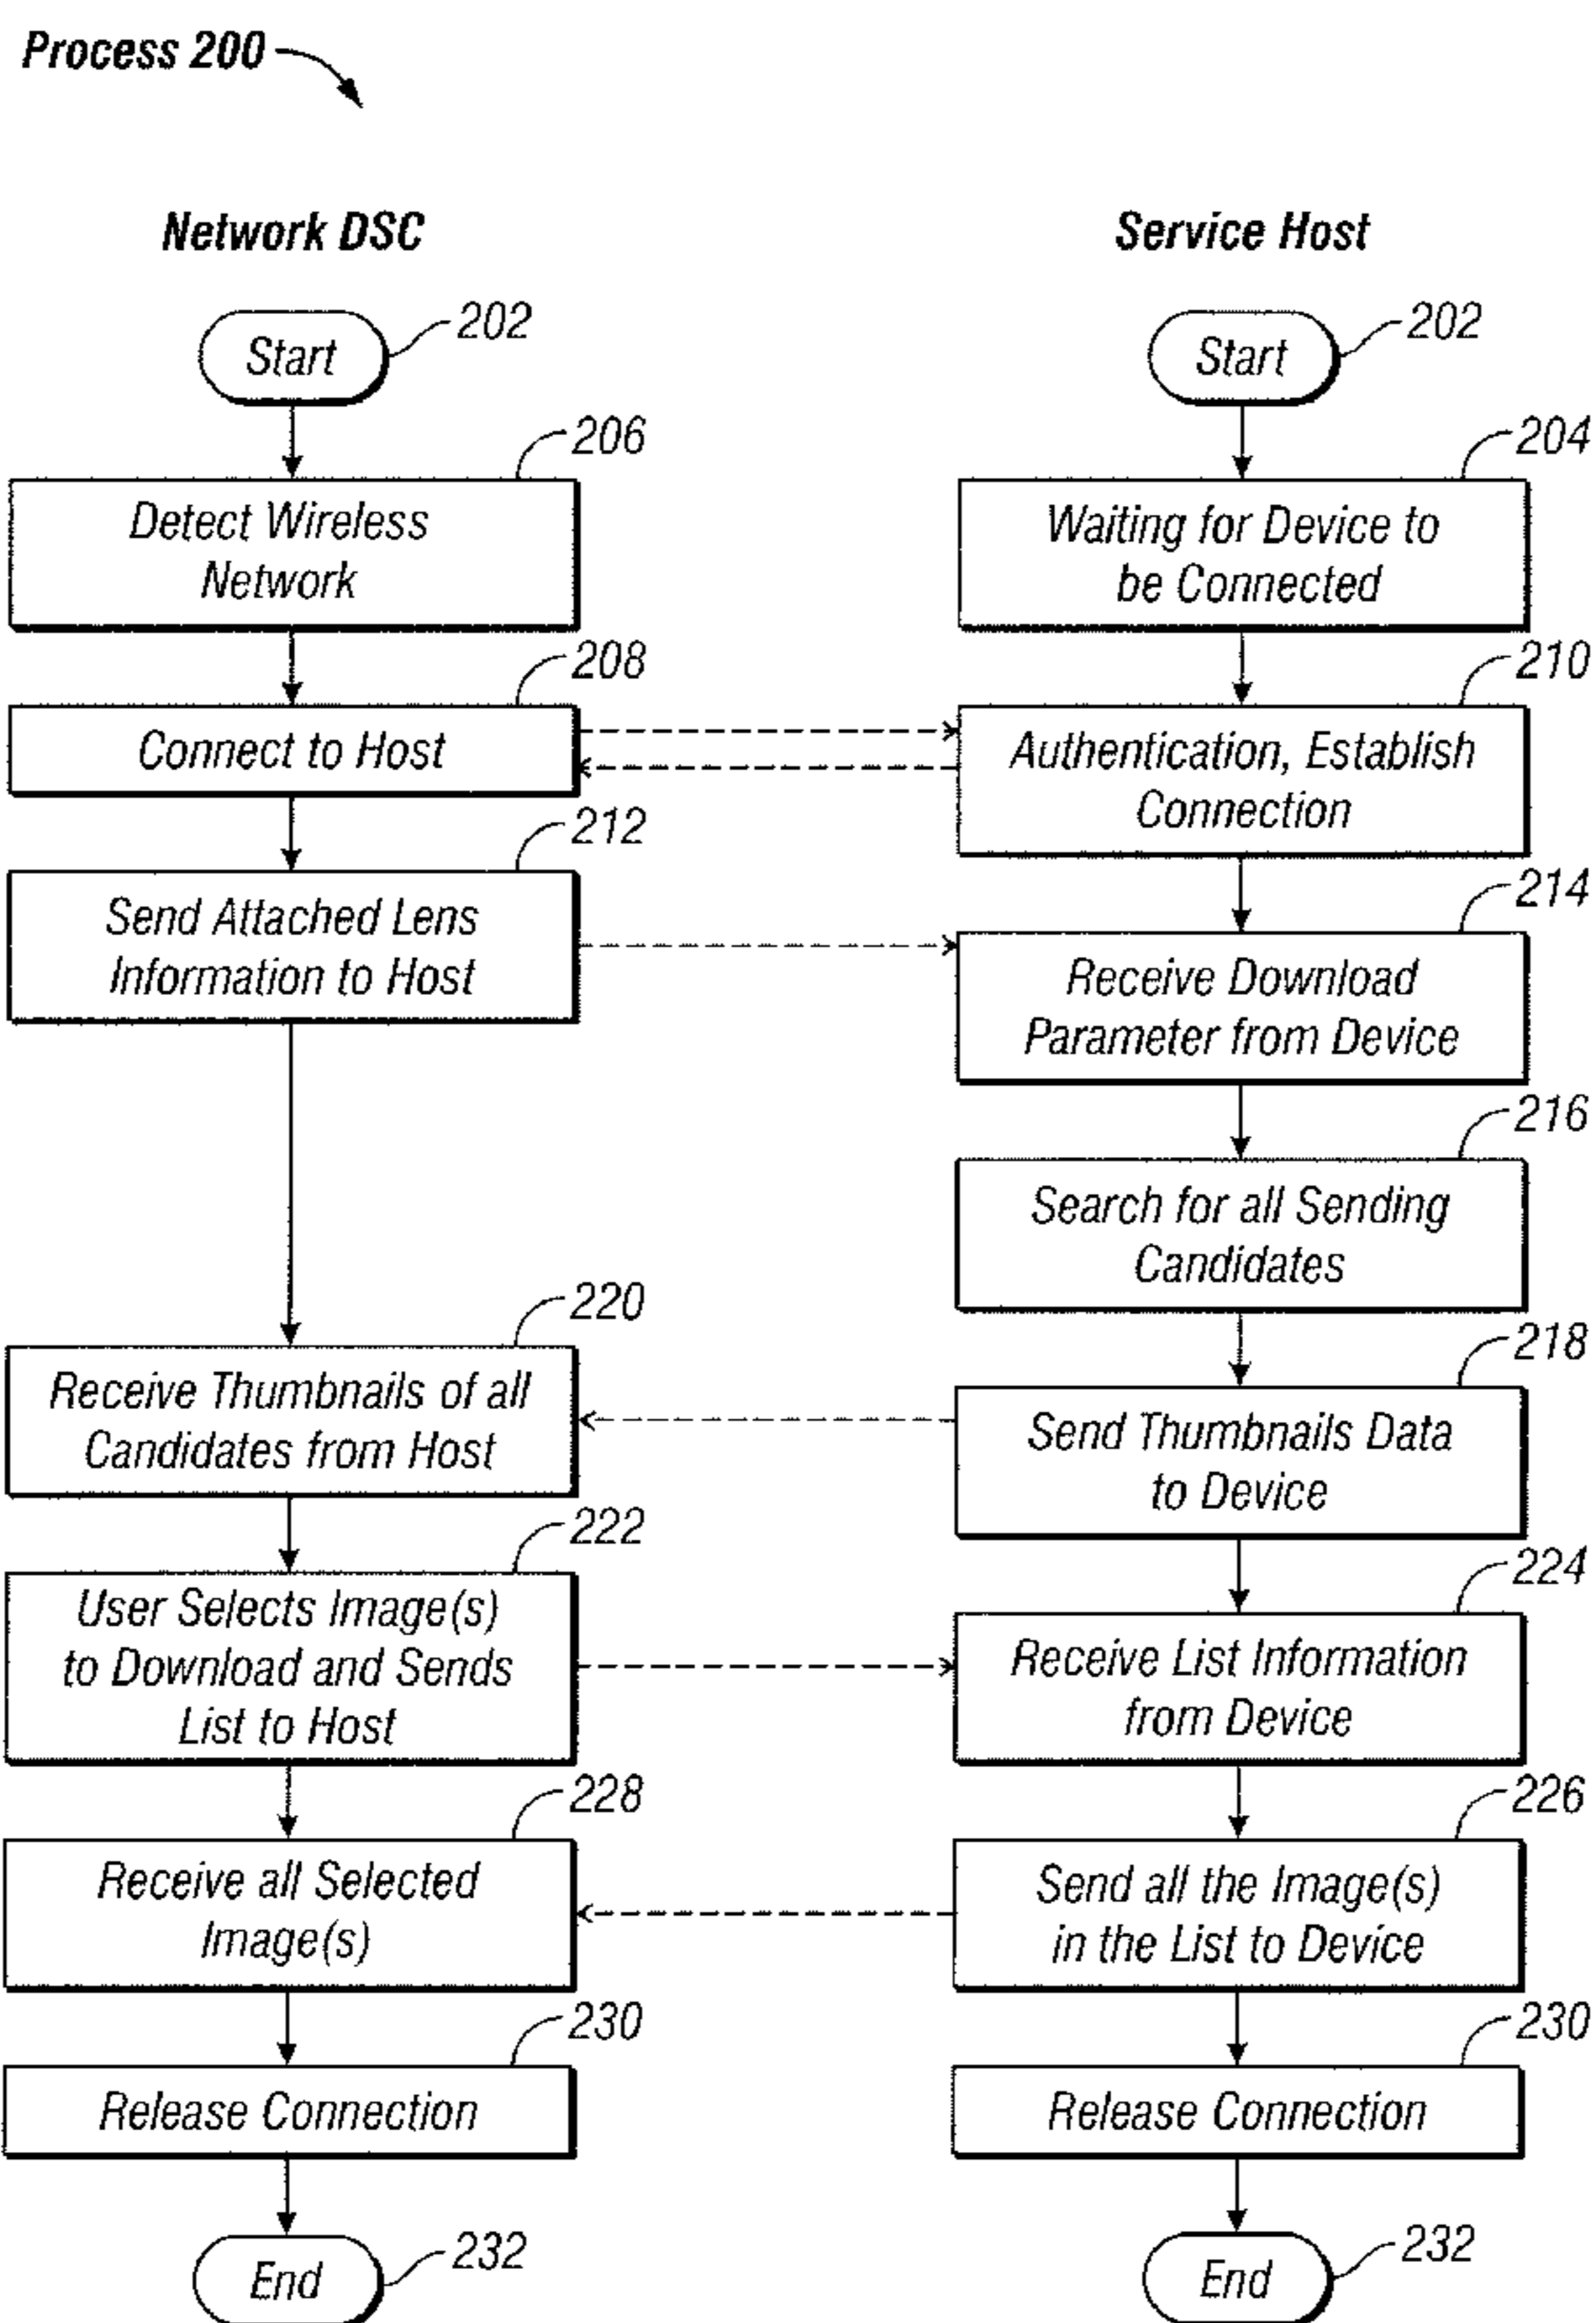 Process 200
Network DSC
Start
202
206
Detect Wireless
Network
208
Connect to Host
212
Send Attached Lens
Information to Host
220
Receive Thumbnails of all
Candidates from Host
222
User Selects Image(s)
to Download and Sends
List to Host
228
Receive all Selected
Image(s)
230
Release Connection
End
232
Service Host
Start
202
204
Waiting for Device to
be Connected
210
Authentication, Establish
Connection
214
Receive Download
Parameter from Device
216
Search for all Sending
Candidates
218
Send Thumbnails Data
to Device
224
Receive List Information
from Device
226
Send all the Image(s)
in the List to Device
230
Release Connection
End
232